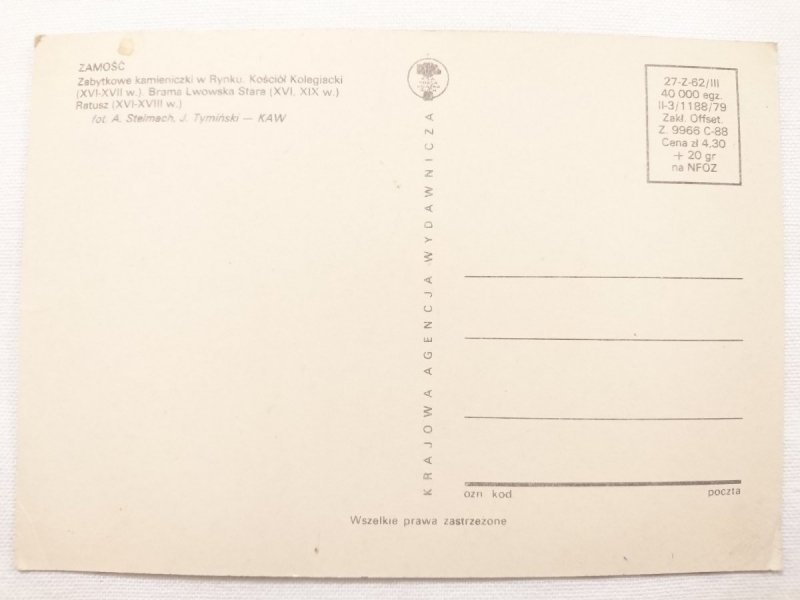 ZAMOŚĆ
Zabytkowe kamieniczki w Rynku. Kościół Kolegiacki
(XVI-XVII w.). Brama Lwowska Stara (XVI, XIX w.)
Ratusz (XVI-XVIII w.)
fot. A. Stelmach, J. Tymiński — KAW
KRAJOWA AGENCJA WYDAWNICZA
27-Z-62/III
40 000 egz.
II-3/1188/79
Zakł. Offset.
Z. 9966 C-88
Cena zł 4,30
+ 20 gr
na NFOZ
ozn kod
poczta
Wszelkie prawa zastrzeżone